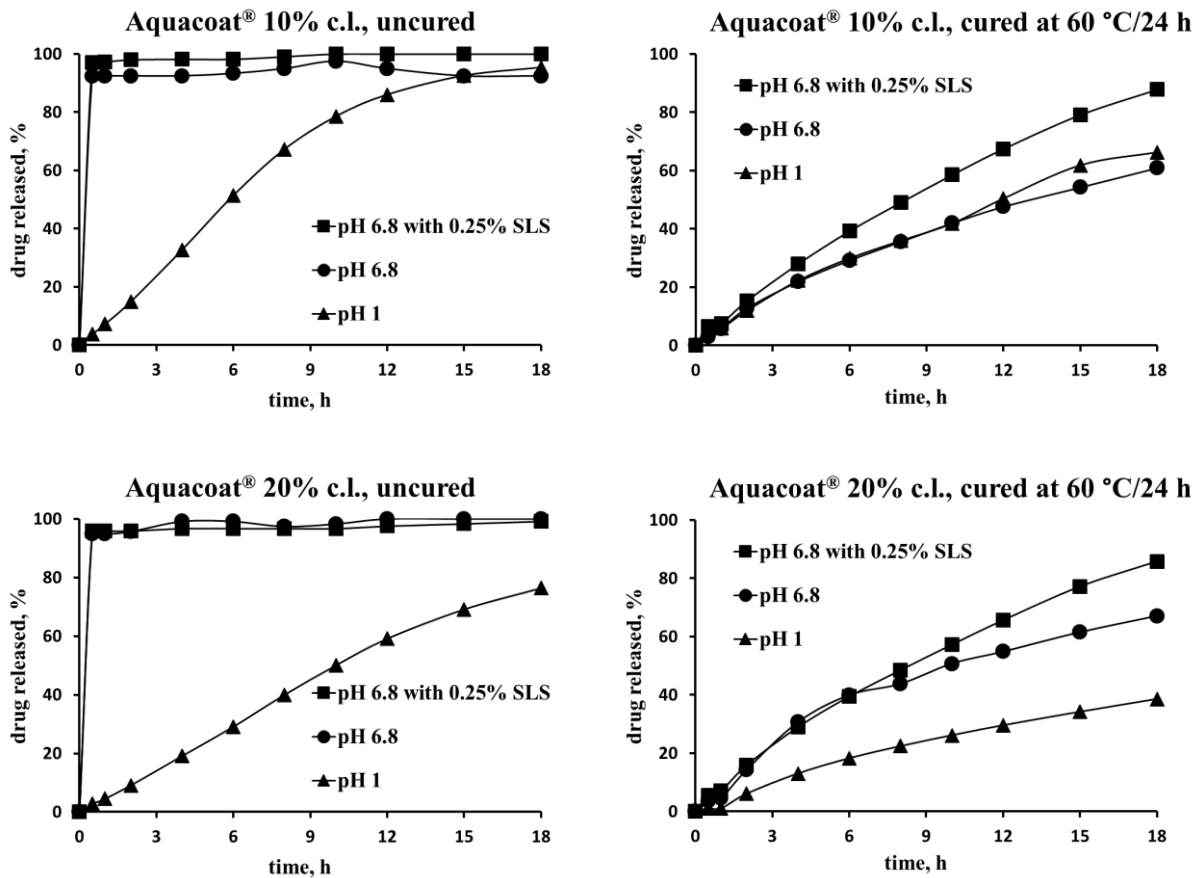 Aquacoat® 10% c.l., uncured
100
80
60
40
20
0
drug released, %
pH 6.8 with 0.25% SLS
pH 6.8
pH 1
0 3 6 9 12 15 18
time, h
Aquacoat® 10% c.l., cured at 60 °C/24 h
100
80
60
40
20
0
drug released, %
pH 6.8 with 0.25% SLS
pH 6.8
pH 1
0 3 6 9 12 15 18
time, h
Aquacoat® 20% c.l., uncured
100
80
60
40
20
0
drug released, %
pH 6.8 with 0.25% SLS
pH 6.8
pH 1
0 3 6 9 12 15 18
time, h
Aquacoat® 20% c.l., cured at 60 °C/24 h
100
80
60
40
20
0
drug released, %
pH 6.8 with 0.25% SLS
pH 6.8
pH 1
0 3 6 9 12 15 18
time, h